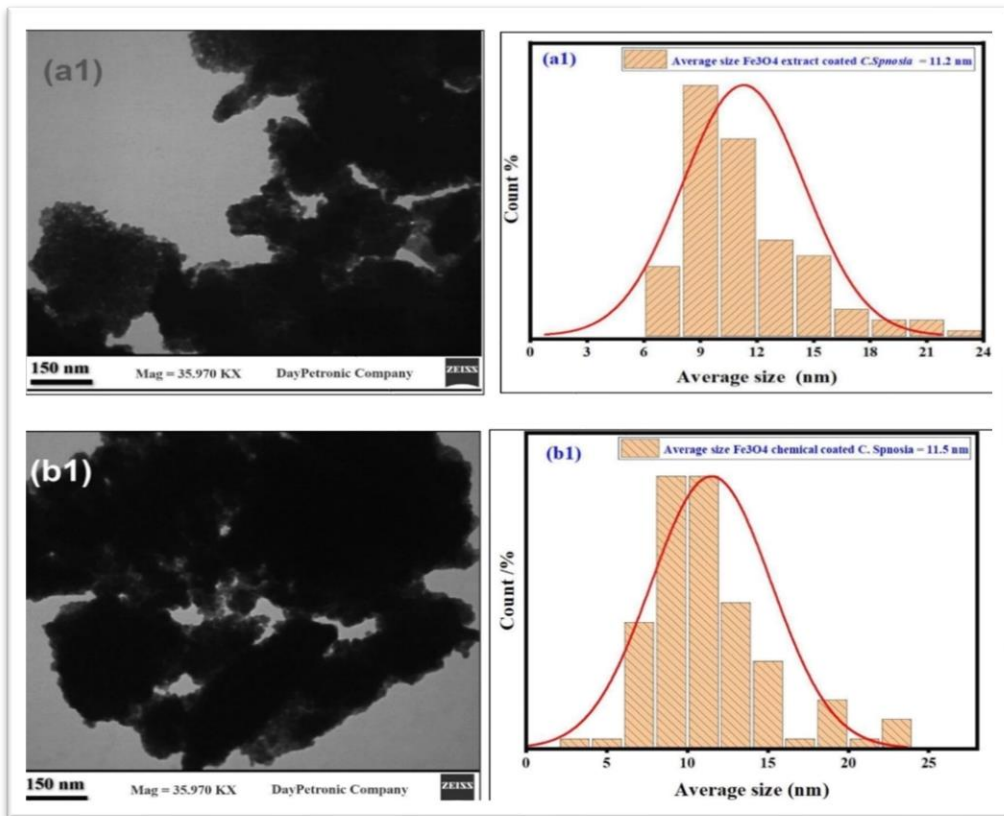 (a1)
150 nm
Mag = 35.970 KX
DayPetronic Company
ZEISS
(a1)
Average size Fe3O4 extract coated C.Spnosia = 11.2 nm
Count %
0 3 6 9 12 15 18 21 24
Average size (nm)
(b1)
150 nm
Mag = 35.970 KX
DayPetronic Company
ZEISS
(b1)
Average size Fe3O4 chemical coated C. Spnosia = 11.5 nm
Count /%
0 5 10 15 20 25
Average size (nm)